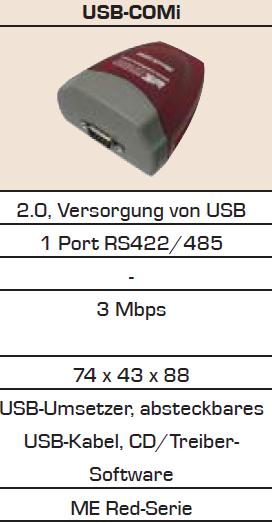 USB-COMi
2.0, Versorgung von USB
1 Port RS422/485
-
3 Mbps
74 x 43 x 88
USB-Umsetzer, absteckbares
USB-Kabel, CD/Treiber-
Software
ME Red-Serie